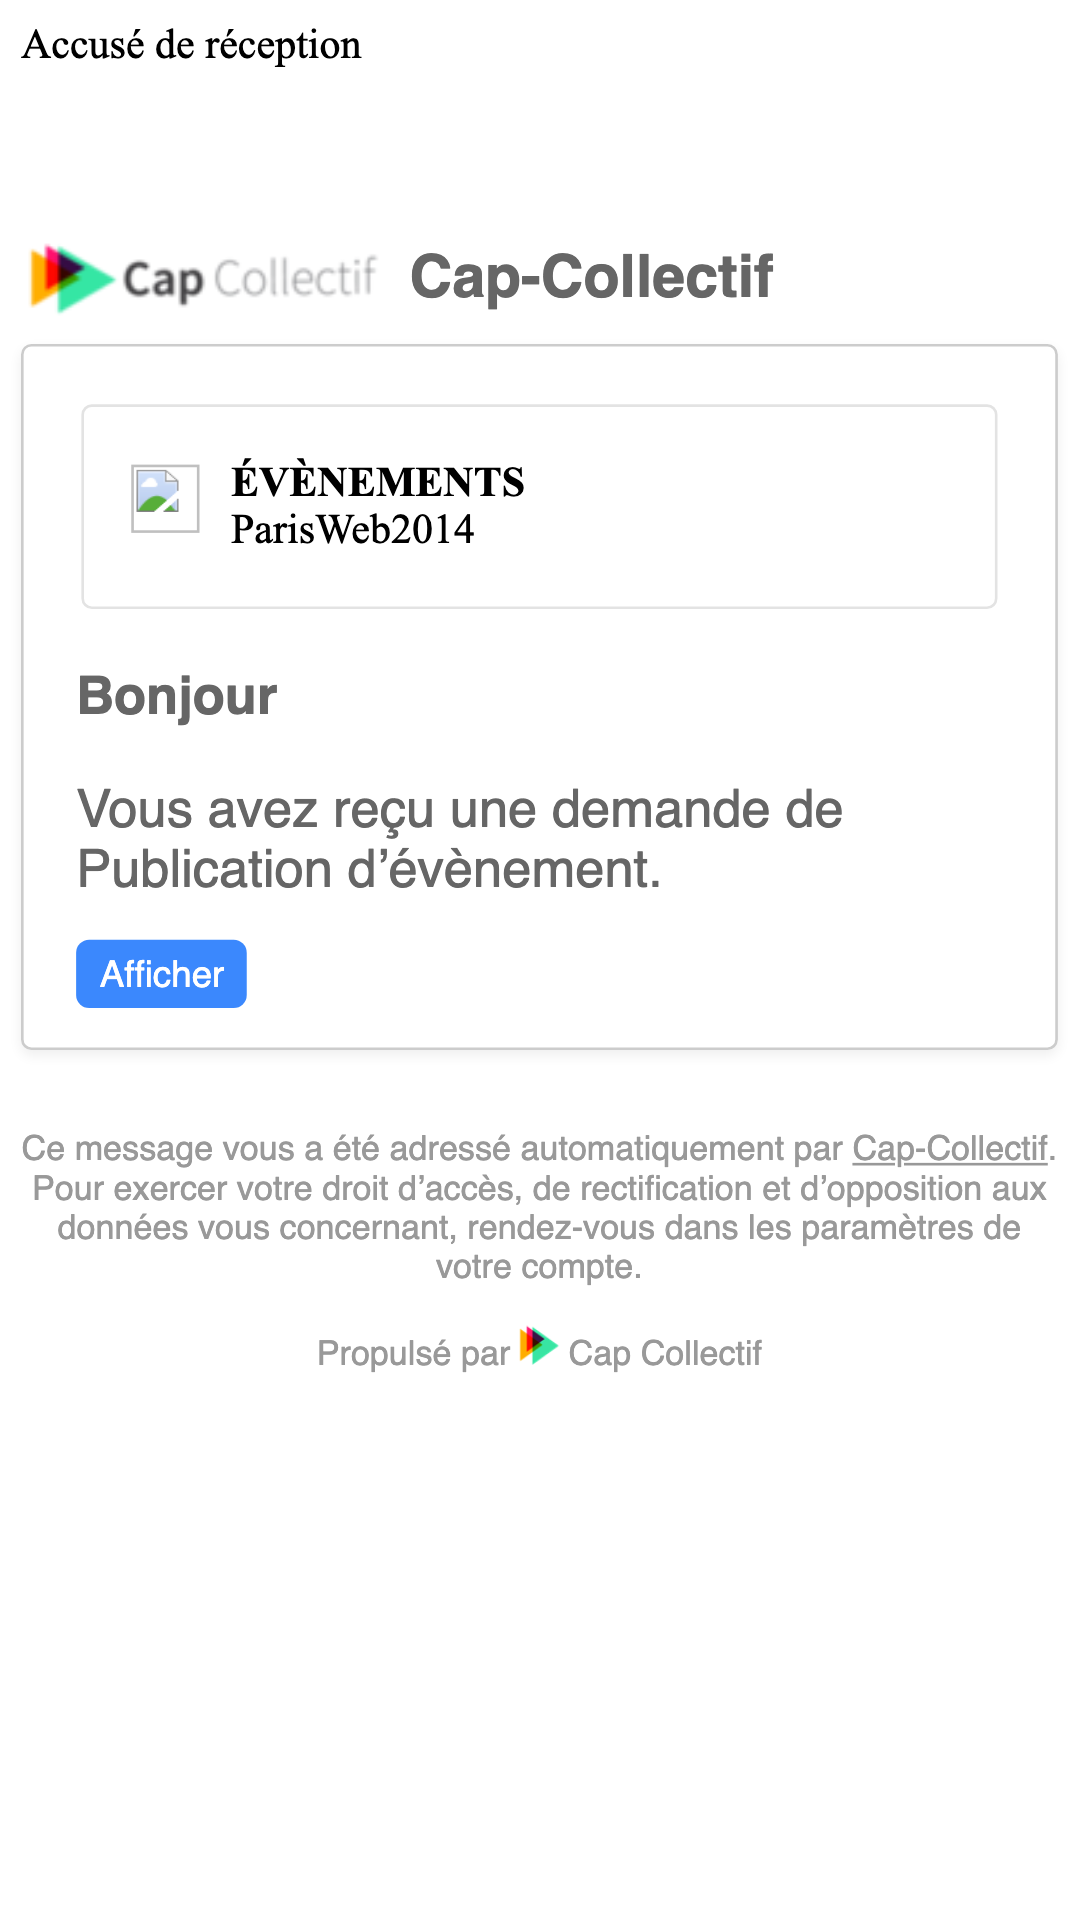 Accusé de réception
Cap Collectif Cap-Collectif
ÉVÈNEMENTS
ParisWeb2014
Bonjour
Vous avez reçu une demande de
Publication d’évènement.
Afficher
Ce message vous a été adressé automatiquement par Cap-Collectif.
Pour exercer votre droit d’accès, de rectification et d’opposition aux
données vous concernant, rendez-vous dans les paramètres de
votre compte.
Propulsé par Cap Collectif